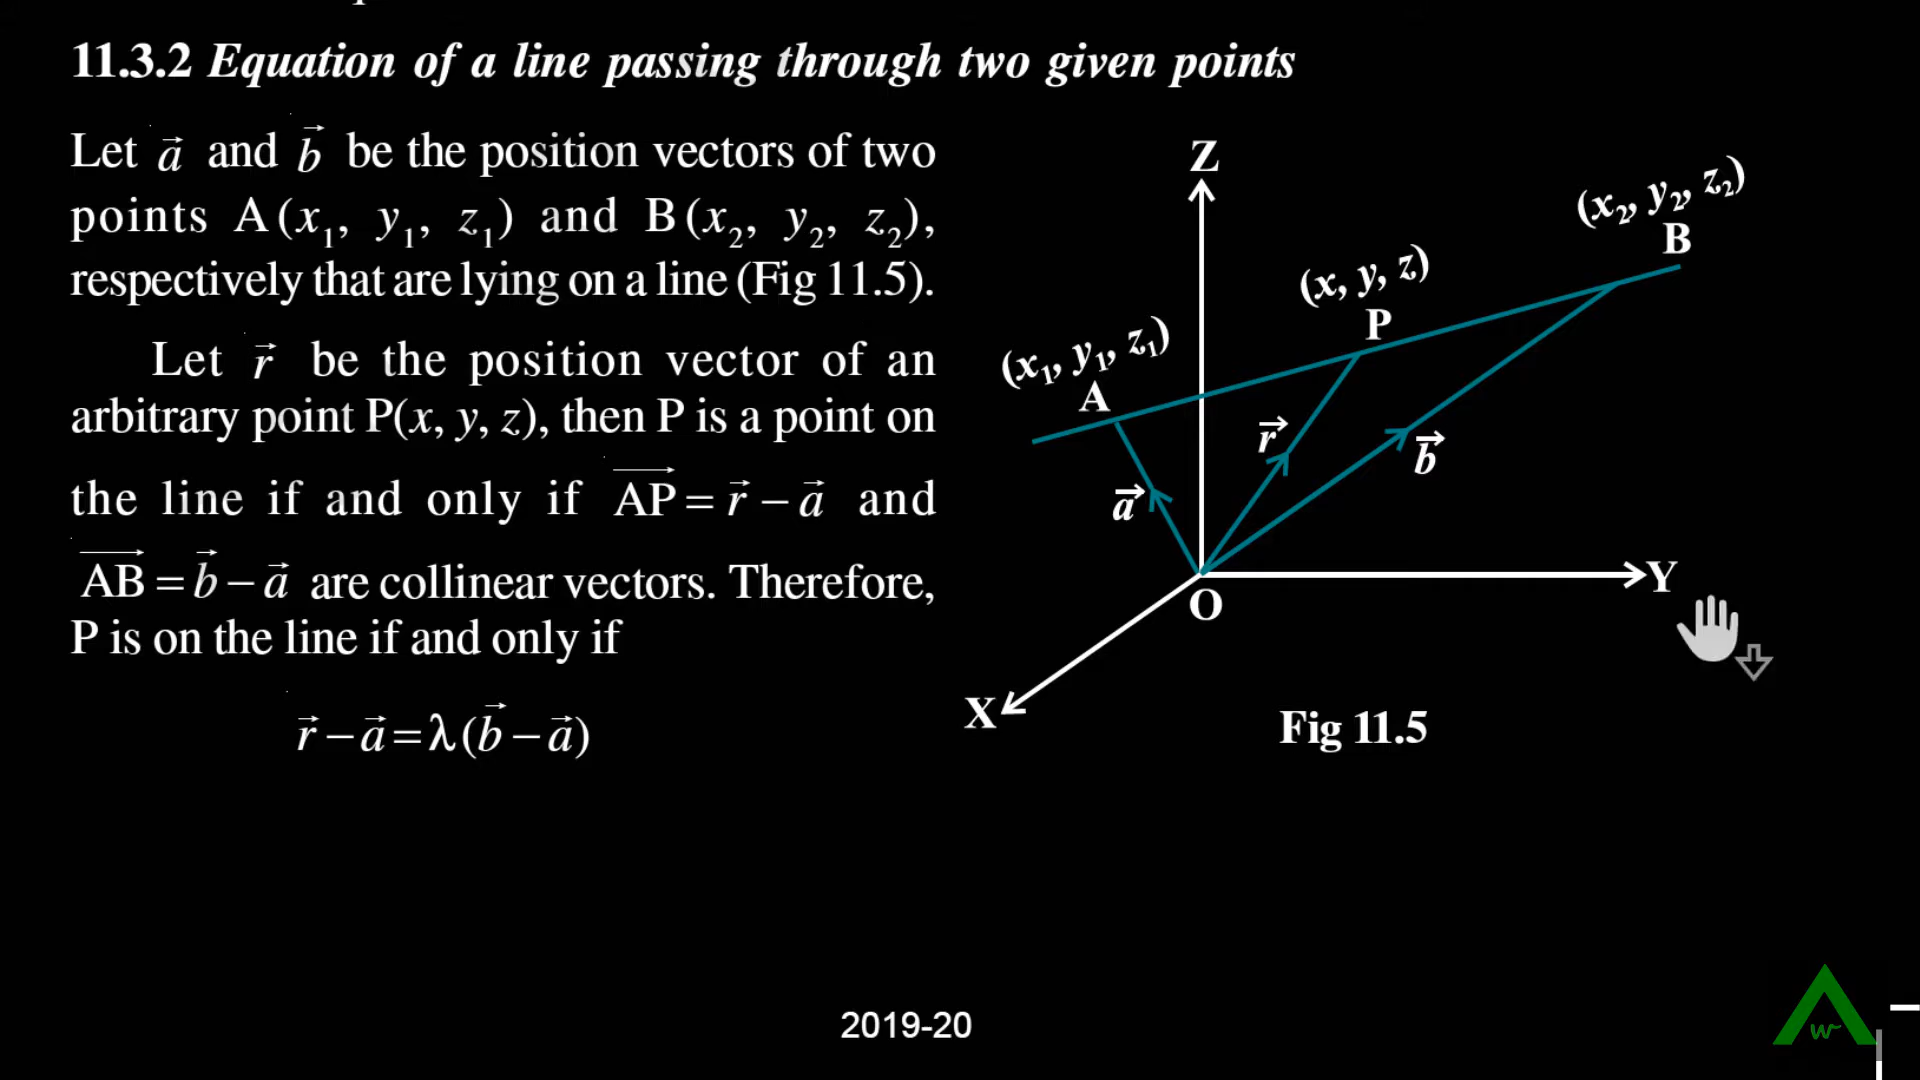 11.3.2 Equation of a line passing through two given points
Let a⃗ and b⃗ be the position vectors of two
points A(x₁, y₁, z₁) and B(x₂, y₂, z₂),
respectively that are lying on a line (Fig 11.5).
Let r⃗ be the position vector of an
arbitrary point P(x, y, z), then P is a point on
the line if and only if AP⃗ = r⃗ − a⃗ and
AB⃗ = b⃗ − a⃗ are collinear vectors. Therefore,
P is on the line if and only if
r⃗ − a⃗ = λ(b⃗ − a⃗)
Z
(x₂, y₂, z₂)
B
(x, y, z)
P
(x₁, y₁, z₁)
A
r⃗
b⃗
a⃗
Y
O
X
Fig 11.5
2019-20
w